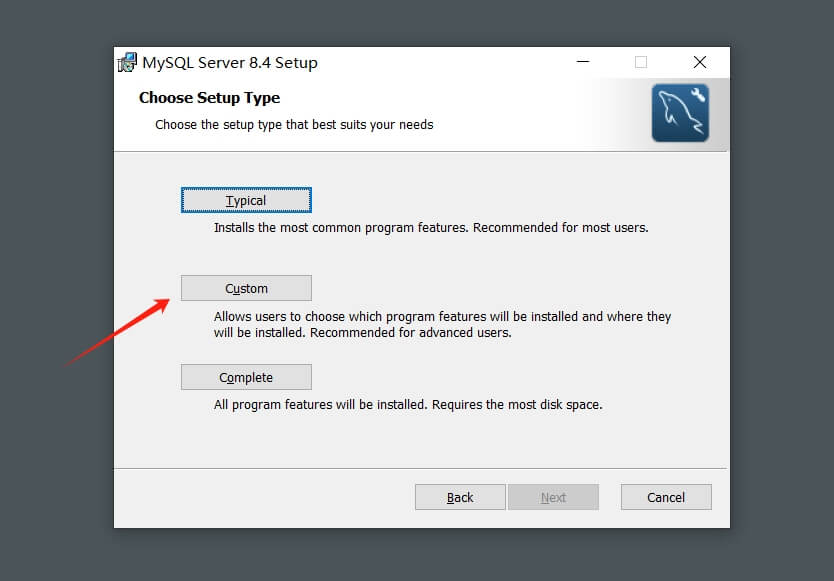 MySQL Server 8.4 Setup
Choose Setup Type
Choose the setup type that best suits your needs
Typical
Installs the most common program features. Recommended for most users.
Custom
Allows users to choose which program features will be installed and where they
will be installed. Recommended for advanced users.
Complete
All program features will be installed. Requires the most disk space.
Back
Next
Cancel